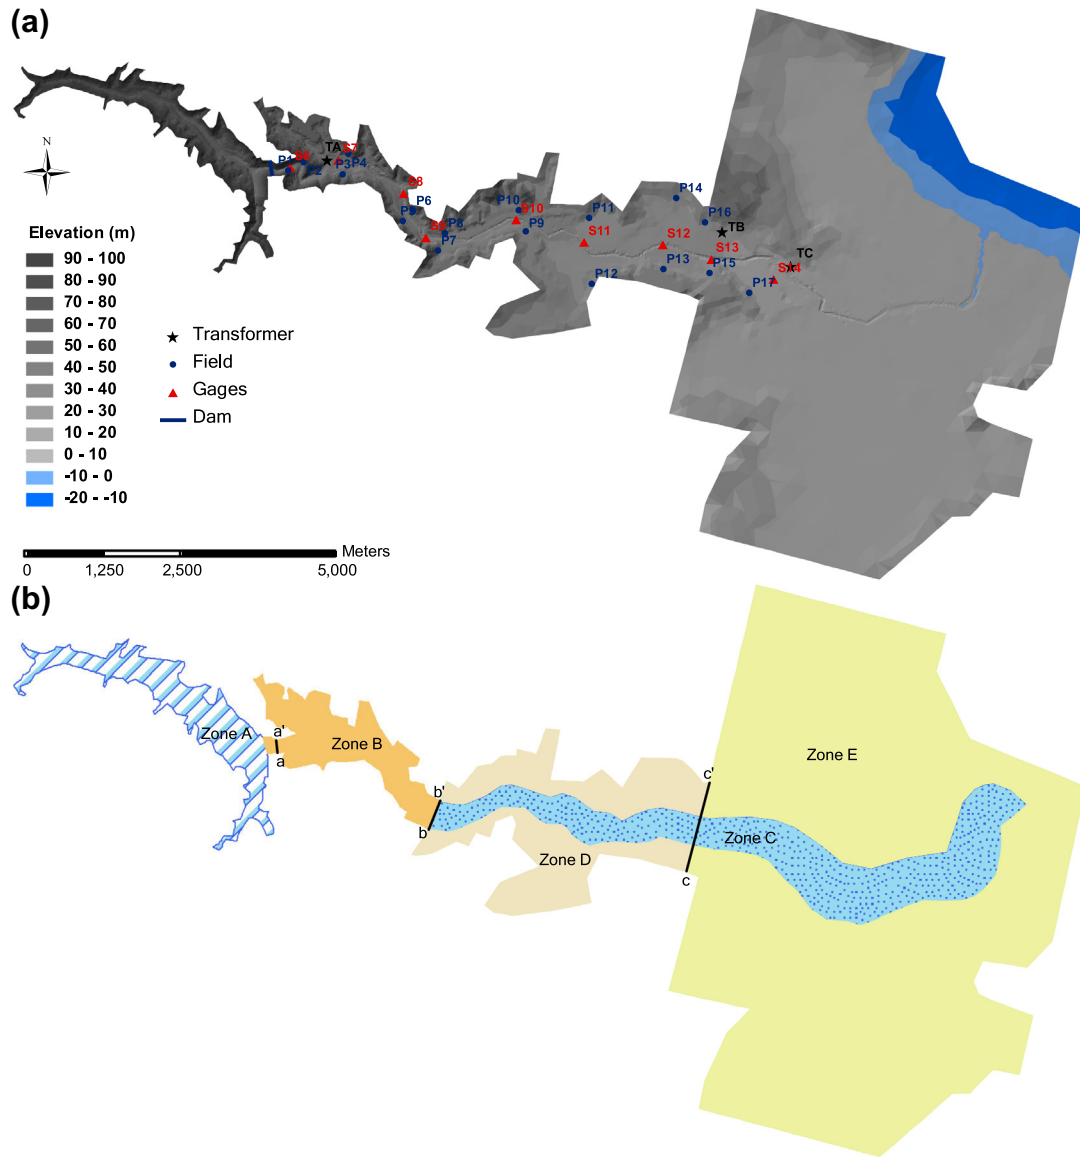 (a)
N
P1
S6
P2
TA
S7
P3
P4
S8
P6
P5
S9
P8
P7
P10
S10
P9
P11
S11
P12
P14
P16
TB
S12
S13
P13
P15
TC
S14
P17
Elevation (m)
90 - 100
80 - 90
70 - 80
60 - 70
50 - 60
40 - 50
30 - 40
20 - 30
10 - 20
0 - 10
-10 - 0
-20 - -10
Transformer
Field
Gages
Dam
Meters
0 1,250 2,500 5,000
(b)
Zone A
a'
a
Zone B
b'
b
Zone D
c'
c
Zone C
Zone E